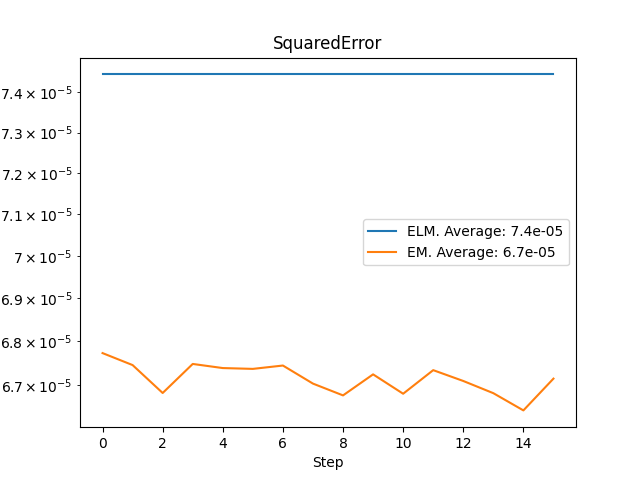 SquaredError
7.4 × 10⁻⁵
7.3 × 10⁻⁵
7.2 × 10⁻⁵
7.1 × 10⁻⁵
7 × 10⁻⁵
6.9 × 10⁻⁵
6.8 × 10⁻⁵
6.7 × 10⁻⁵
ELM. Average: 7.4e-05
EM. Average: 6.7e-05
0 2 4 6 8 10 12 14
Step